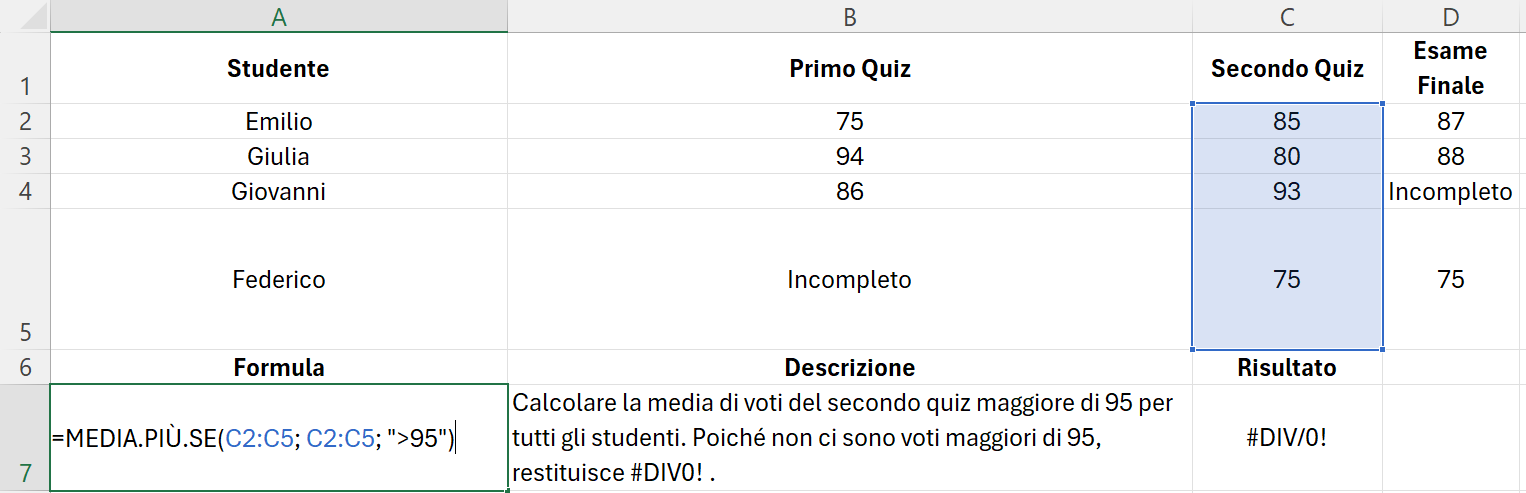 A B C D
1 Studente Primo Quiz Secondo Quiz Esame
Finale
2 Emilio 75 85 87
3 Giulia 94 80 88
4 Giovanni 86 93 Incompleto
5 Federico Incompleto 75 75
6 Formula Descrizione Risultato
7 =MEDIA.PIÙ.SE(C2:C5; C2:C5; ">95") Calcolare la media di voti del secondo quiz maggiore di 95 per
tutti gli studenti. Poiché non ci sono voti maggiori di 95, #DIV/0!
restituisce #DIV0! .